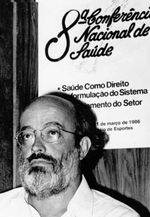 8ª Conferência
Nacional de
Saúde
• Saúde Como Direito
formulação do Sistema
amento do Setor
1 de março de 1986
de Esportes